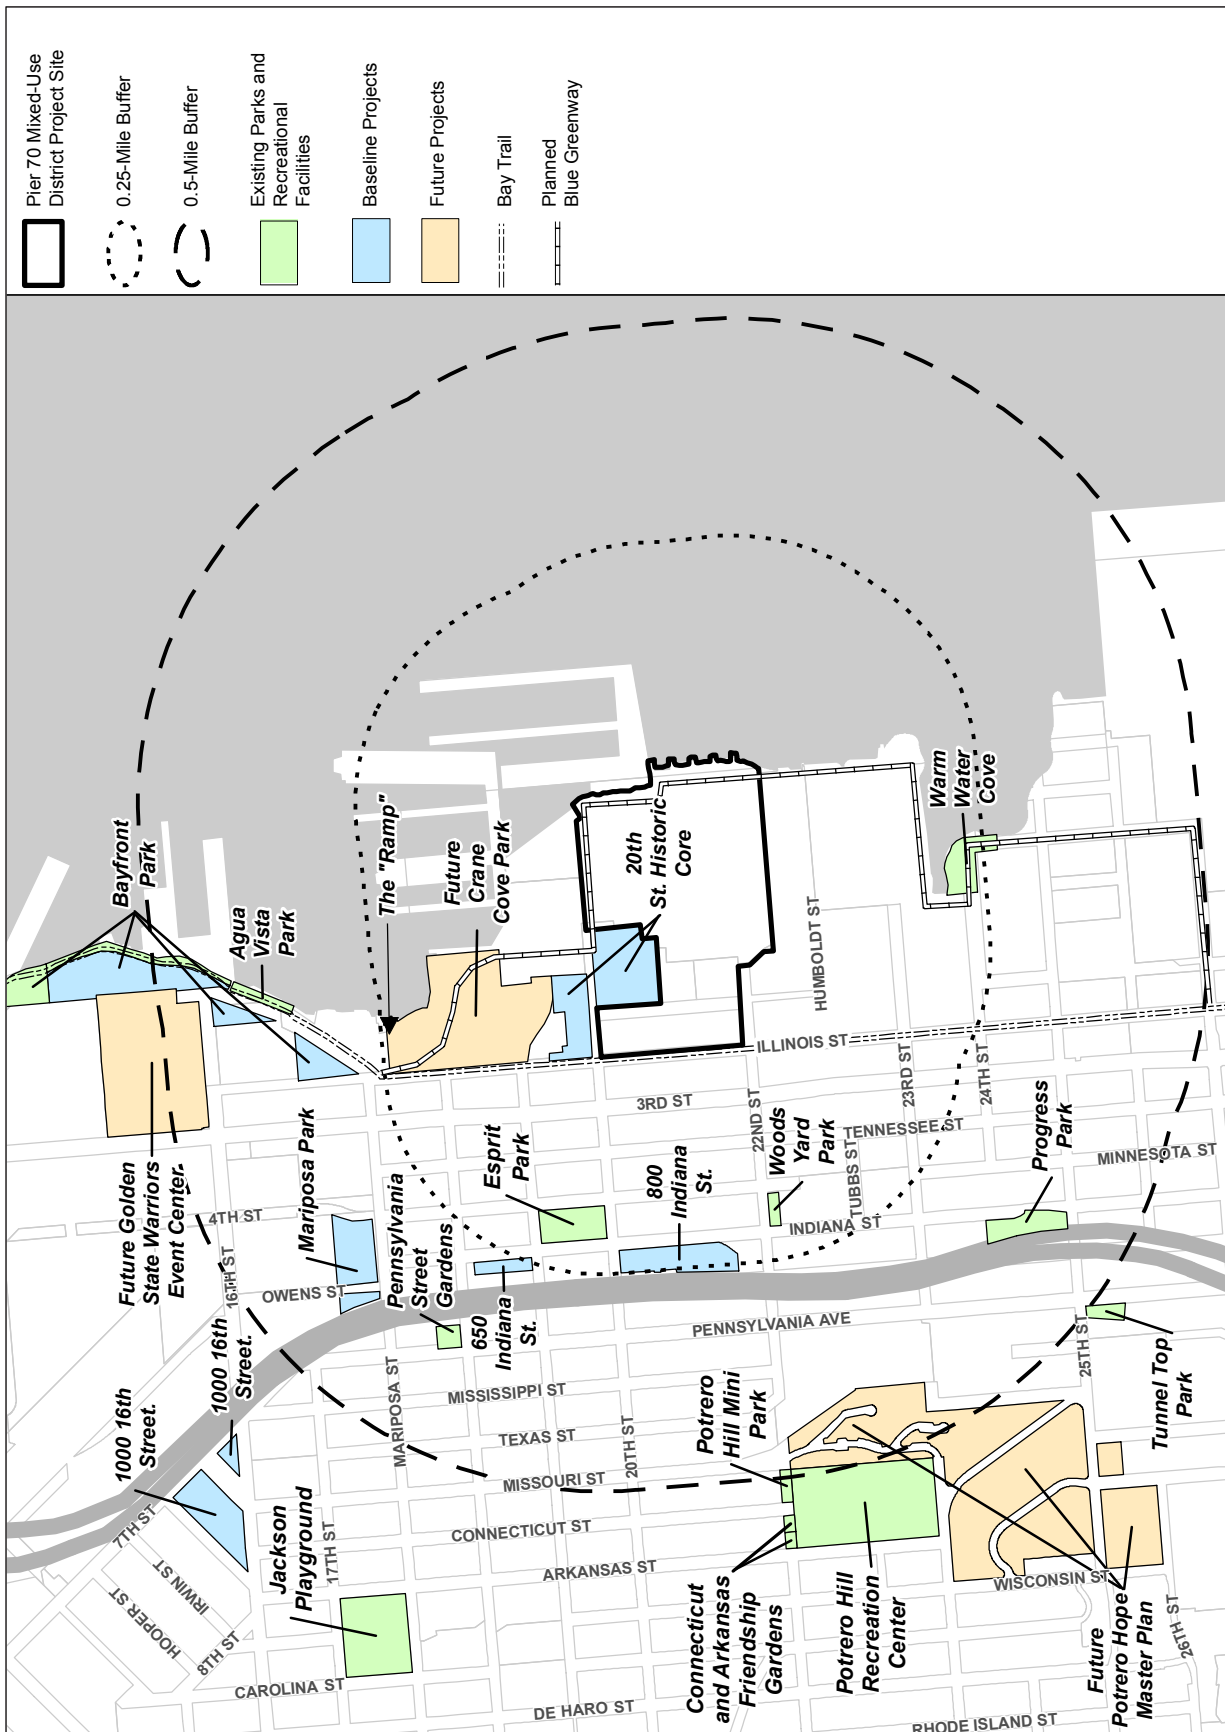 Pier 70 Mixed-Use
District Project Site
0.25-Mile Buffer
0.5-Mile Buffer
Existing Parks and
Recreational
Facilities
Baseline Projects
Future Projects
Bay Trail
Planned
Blue Greenway
Bayfront
Park
Agua
Vista
Park
The "Ramp"
Future
Crane
Cove Park
20th
St. Historic
Core
Warm
Water
Cove
HUMBOLDT ST
ILLINOIS ST
3RD ST
22ND ST
23RD ST
24TH ST
TENNESSEE ST
TUBBS ST
MINNESOTA ST
INDIANA ST
Future Golden
State Warriors
Event Center.
4TH ST
16TH ST
Mariposa Park
OWENS ST
Pennsylvania
Street
Gardens
Esprit
Park
650
Indiana
St.
800
Indiana
St.
Woods
Yard
Park
Progress
Park
PENNSYLVANIA AVE
25TH ST
Tunnel Top
Park
1000 16th
Street.
1000 16th
Street.
7TH ST
IRWIN ST
HOOPER ST
8TH ST
17TH ST
MARIPOSA ST
MISSISSIPPI ST
TEXAS ST
MISSOURI ST
20TH ST
CONNECTICUT ST
ARKANSAS ST
Potrero
Hill Mini
Park
Jackson
Playground
CAROLINA ST
DE HARO ST
Connecticut
and Arkansas
Friendship
Gardens
Potrero Hill
Recreation
Center
WISCONSIN ST
RHODE ISLAND ST
Future
Potrero Hope
Master Plan
26TH ST